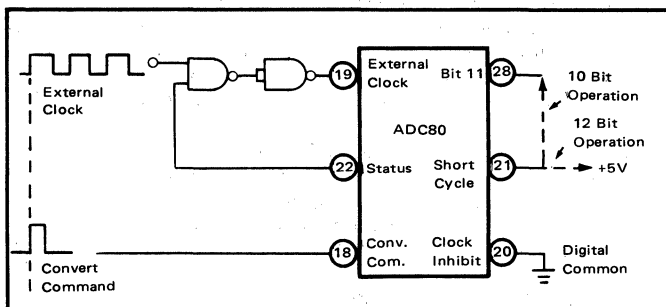 External
Clock
Convert
Command
19
22
18
External
Clock
Bit 11
ADC80
Status
Short
Cycle
Conv.
Com.
Clock
Inhibit
28
21
20
10 Bit
Operation
12 Bit
Operation
+5V
Digital
Common